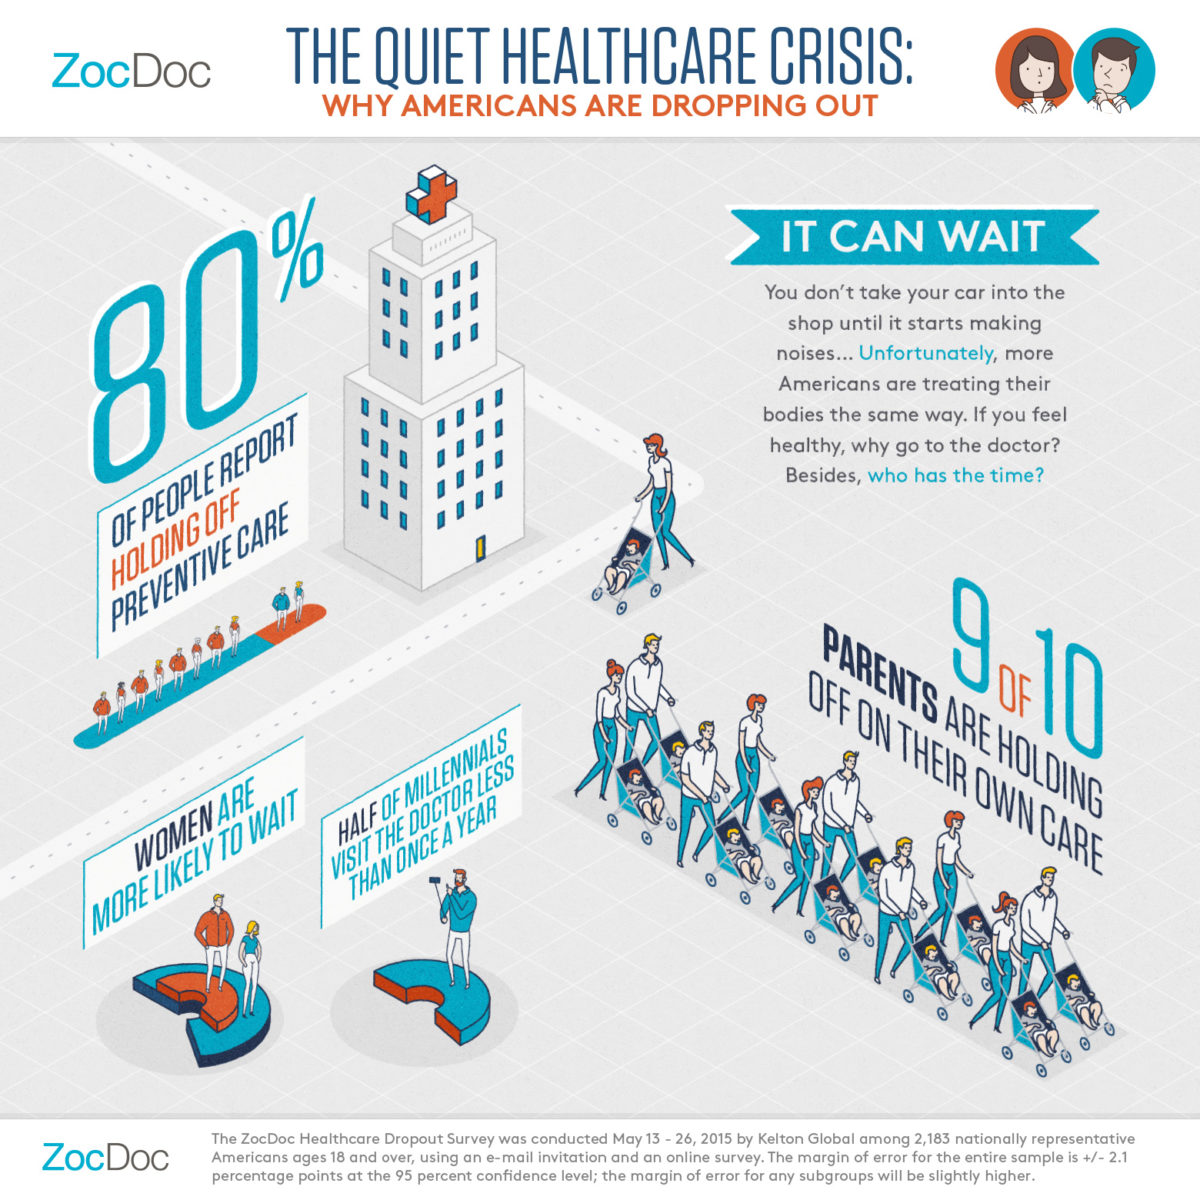 ZocDoc
THE QUIET HEALTHCARE CRISIS:
WHY AMERICANS ARE DROPPING OUT
80%
OF PEOPLE REPORT
HOLDING OFF
PREVENTIVE CARE
IT CAN WAIT
You don't take your car into the
shop until it starts making
noises... Unfortunately, more
Americans are treating their
bodies the same way. If you feel
healthy, why go to the doctor?
Besides, who has the time?
9 OF 10
PARENTS ARE HOLDING
OFF ON THEIR OWN CARE
WOMEN ARE
MORE LIKELY TO WAIT
HALF OF MILLENNIALS
VISIT THE DOCTOR LESS
THAN ONCE A YEAR
ZocDoc
The ZocDoc Healthcare Dropout Survey was conducted May 13 - 26, 2015 by Kelton Global among 2,183 nationally representative
Americans ages 18 and over, using an e-mail invitation and an online survey. The margin of error for the entire sample is +/- 2.1
percentage points at the 95 percent confidence level; the margin of error for any subgroups will be slightly higher.